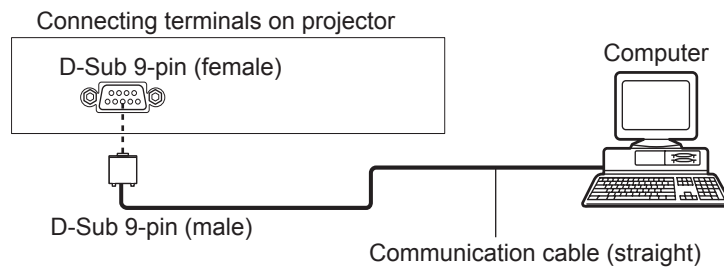 Connecting terminals on projector
D-Sub 9-pin (female)
Computer
D-Sub 9-pin (male)
Communication cable (straight)